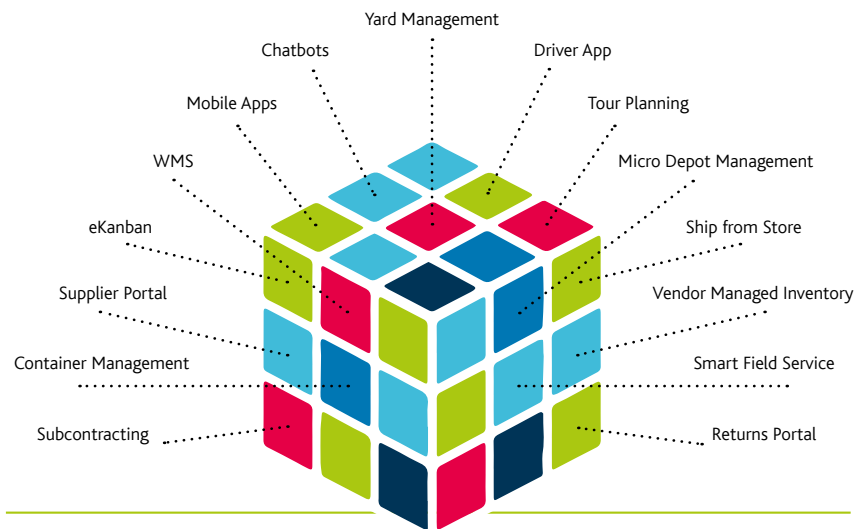 Yard Management
Chatbots
Driver App
Mobile Apps
Tour Planning
WMS
Micro Depot Management
eKanban
Ship from Store
Supplier Portal
Vendor Managed Inventory
Container Management
Smart Field Service
Subcontracting
Returns Portal